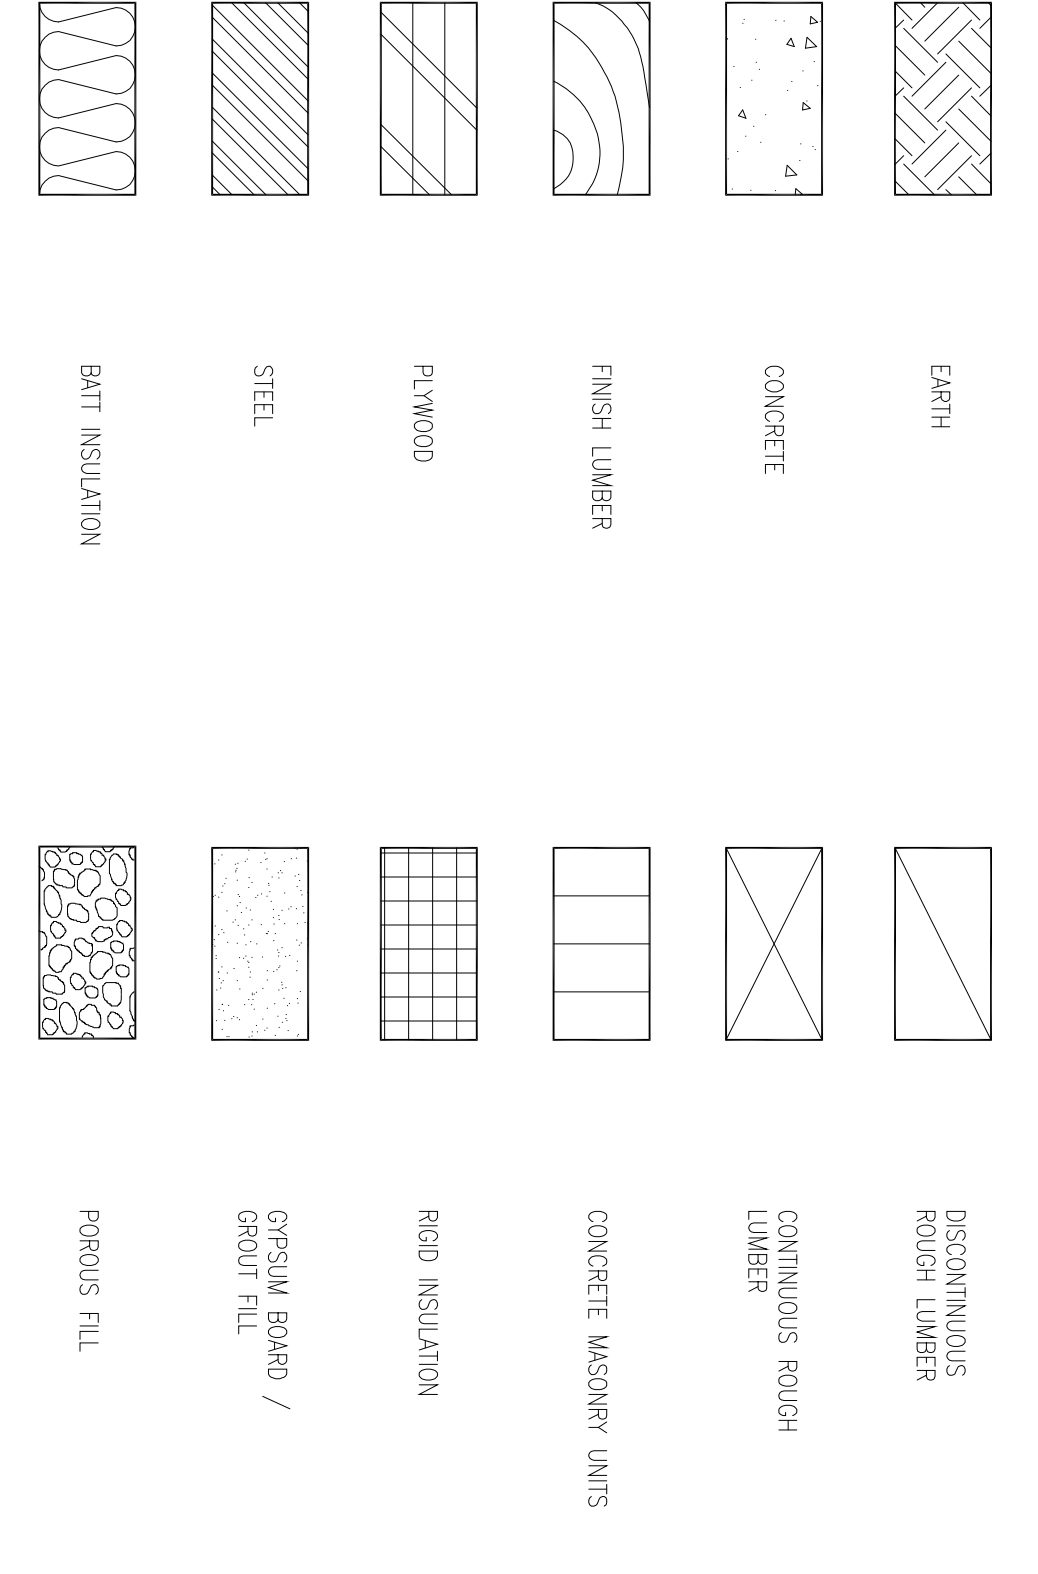 EARTH
CONCRETE
FINISH LUMBER
PLYWOOD
STEEL
BATT INSULATION
DISCONTINUOUS
ROUGH LUMBER
CONTINUOUS ROUGH
LUMBER
CONCRETE MASONRY UNITS
RIGID INSULATION
GYPSUM BOARD /
GROUT FILL
POROUS FILL